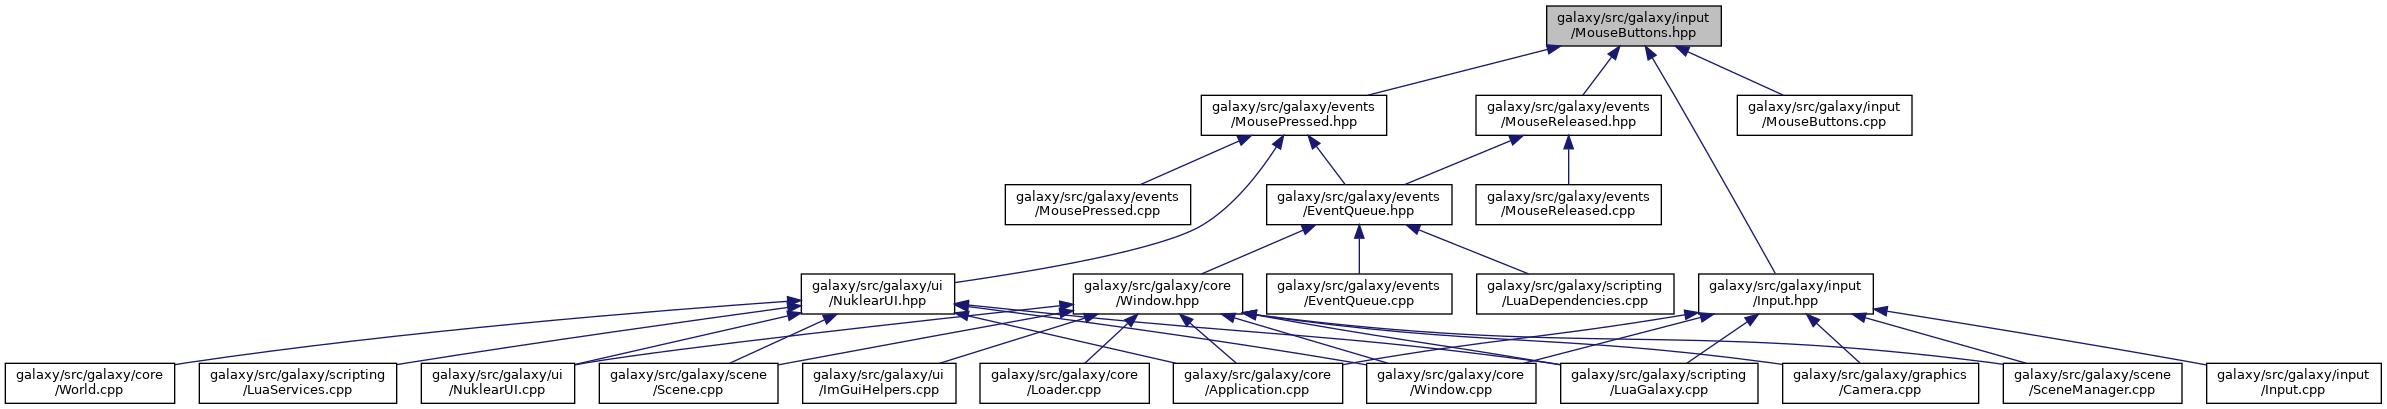 galaxy/src/galaxy/input
/MouseButtons.hpp
galaxy/src/galaxy/events
/MousePressed.hpp
galaxy/src/galaxy/events
/MouseReleased.hpp
galaxy/src/galaxy/input
/MouseButtons.cpp
galaxy/src/galaxy/events
/MousePressed.cpp
galaxy/src/galaxy/events
/EventQueue.hpp
galaxy/src/galaxy/events
/MouseReleased.cpp
galaxy/src/galaxy/ui
/NuklearUI.hpp
galaxy/src/galaxy/core
/Window.hpp
galaxy/src/galaxy/events
/EventQueue.cpp
galaxy/src/galaxy/scripting
/LuaDependencies.cpp
galaxy/src/galaxy/input
/Input.hpp
galaxy/src/galaxy/core
/World.cpp
galaxy/src/galaxy/scripting
/LuaServices.cpp
galaxy/src/galaxy/ui
/NuklearUI.cpp
galaxy/src/galaxy/scene
/Scene.cpp
galaxy/src/galaxy/ui
/ImGuiHelpers.cpp
galaxy/src/galaxy/core
/Loader.cpp
galaxy/src/galaxy/core
/Application.cpp
galaxy/src/galaxy/core
/Window.cpp
galaxy/src/galaxy/scripting
/LuaGalaxy.cpp
galaxy/src/galaxy/graphics
/Camera.cpp
galaxy/src/galaxy/scene
/SceneManager.cpp
galaxy/src/galaxy/input
/Input.cpp